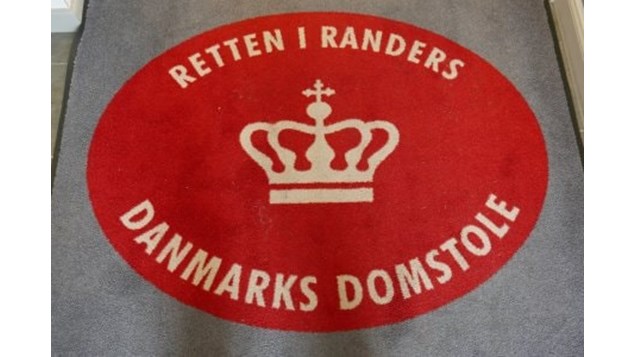 RETTEN I RANDERS
DANMARKS DOMSTOLE